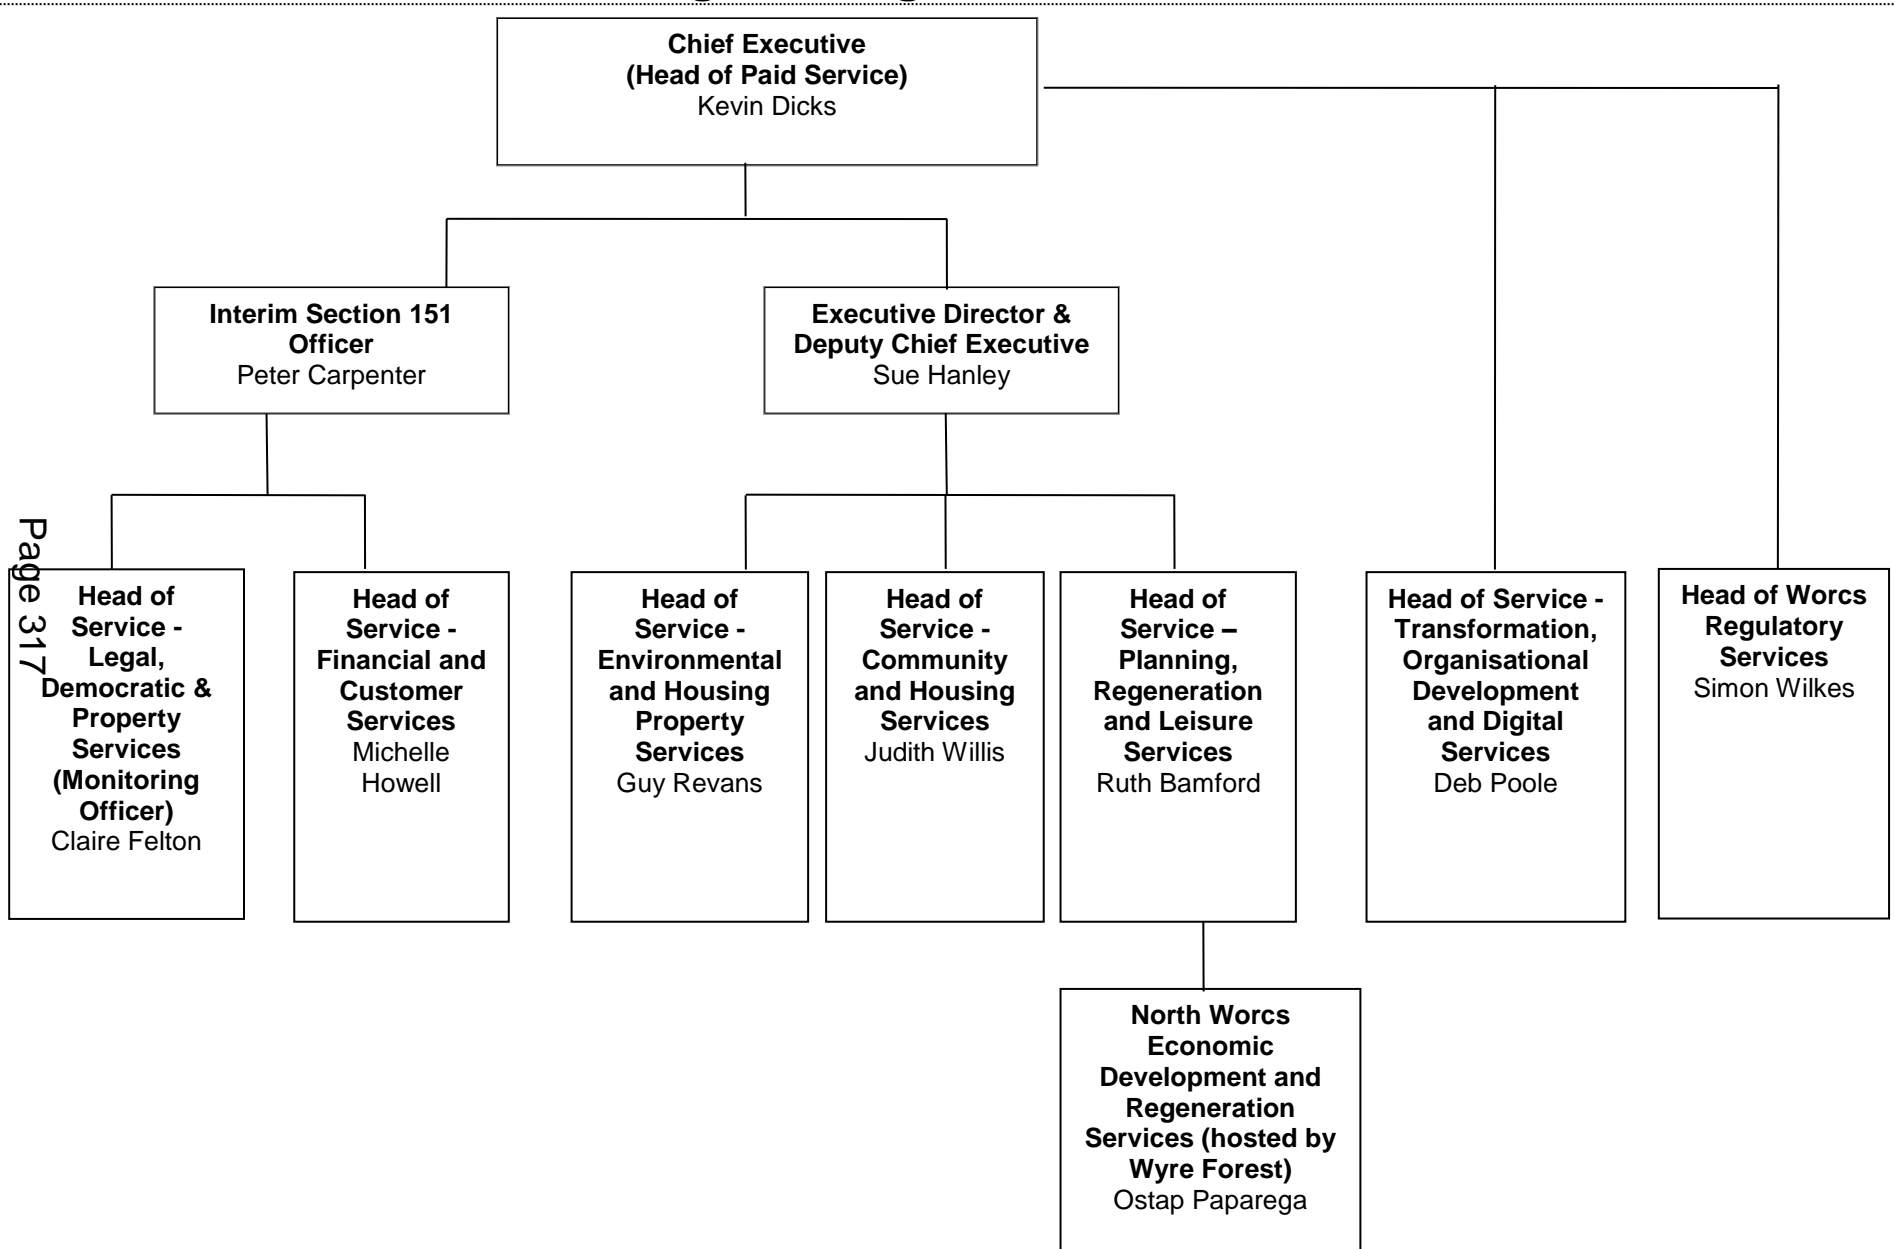 Chief Executive
(Head of Paid Service)
Kevin Dicks
Interim Section 151
Officer
Peter Carpenter
Executive Director &
Deputy Chief Executive
Sue Hanley
Page 317
Head of
Service -
Legal,
Democratic &
Property
Services
(Monitoring
Officer)
Claire Felton
Head of
Service -
Financial and
Customer
Services
Michelle
Howell
Head of
Service -
Environmental
and Housing
Property
Services
Guy Revans
Head of
Service -
Community
and Housing
Services
Judith Willis
Head of
Service –
Planning,
Regeneration
and Leisure
Services
Ruth Bamford
Head of Service -
Transformation,
Organisational
Development
and Digital
Services
Deb Poole
Head of Worcs
Regulatory
Services
Simon Wilkes
North Worcs
Economic
Development and
Regeneration
Services (hosted by
Wyre Forest)
Ostap Paparega